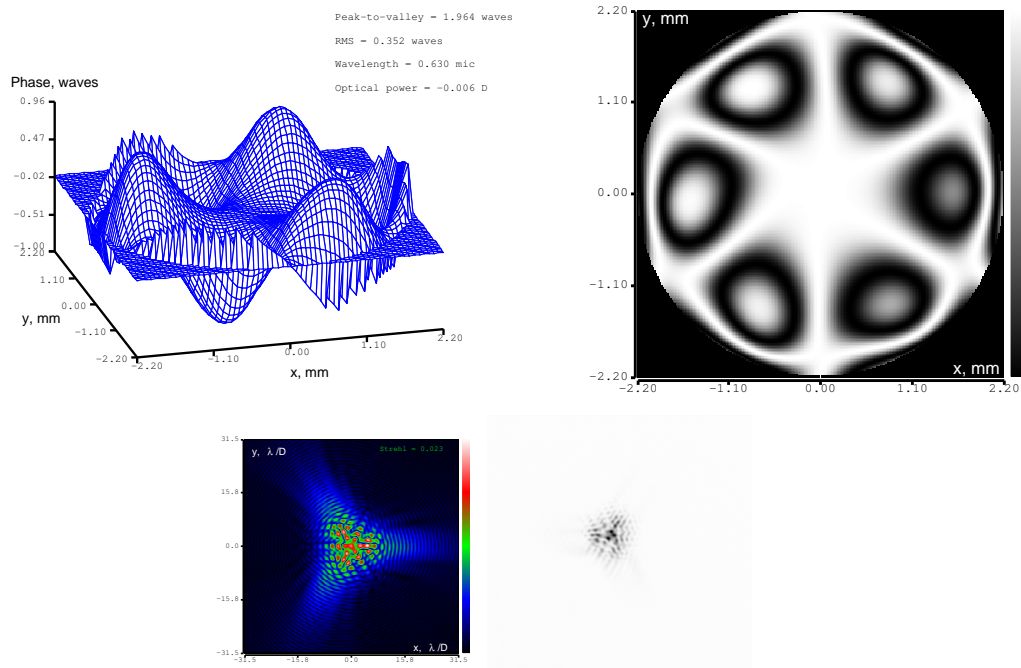 Peak-to-valley = 1.964 waves
RMS = 0.352 waves
Wavelength = 0.630 mic
Optical power = -0.006 D
Phase, waves
0.96
0.47
-0.02
-0.51
-1.00
2.20
1.10
0.00
-1.10
-2.20
y, mm
-2.20
-1.10
0.00
1.10
2.20
x, mm
2.20
y, mm
1.10
0.00
-1.10
-2.20
x, mm
-2.20
-1.10
0.00
1.10
2.20
31.5
y, λ/D
Strehl = 0.023
15.8
0.0
-15.8
-31.5
x, λ/D
-31.5
-15.8
0.0
15.8
31.5